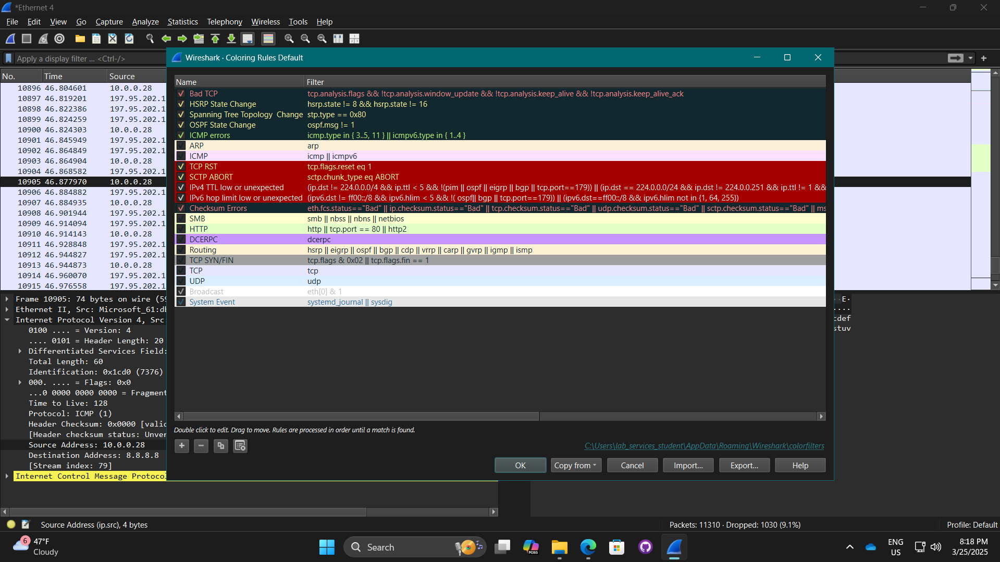 *Ethernet 4
File Edit View Go Capture Analyze Statistics Telephony Wireless Tools Help
Apply a display filter ... <Ctrl-/>
No. Time Source
10896 46.804601 10.0.0.28
10897 46.819201 197.95.202.1
10898 46.822386 197.95.202.1
10899 46.824259 197.95.202.1
10900 46.824303 10.0.0.28
10901 46.845949 197.95.202.1
10902 46.864849 197.95.202.1
10903 46.864904 10.0.0.28
10904 46.868582 197.95.202.1
10905 46.877970 10.0.0.28
10906 46.884882 197.95.202.1
10907 46.884935 10.0.0.28
10908 46.901944 197.95.202.1
10909 46.914094 197.95.202.1
10910 46.914143 10.0.0.28
10911 46.928848 197.95.202.1
10912 46.944827 197.95.202.1
10913 46.944873 10.0.0.28
10914 46.960070 197.95.202.1
10915 46.976558 197.95.202.1
Frame 10905: 74 bytes on wire (59
Ethernet II, Src: Microsoft_61:db
Internet Protocol Version 4, Src:
0100 .... = Version: 4
.... 0101 = Header Length: 20
Differentiated Services Field:
Total Length: 60
Identification: 0x1cd0 (7376)
000. .... = Flags: 0x0
...0 0000 0000 0000 = Fragment
Time to Live: 128
Protocol: ICMP (1)
Header Checksum: 0x0000 [valid
[Header checksum status: Unver
Source Address: 10.0.0.28
Destination Address: 8.8.8.8
[Stream index: 79]
Internet Control Message Protocol
Wireshark · Coloring Rules Default
Name Filter
Bad TCP tcp.analysis.flags && !tcp.analysis.window_update && !tcp.analysis.keep_alive && !tcp.analysis.keep_alive_ack
HSRP State Change hsrp.state != 8 && hsrp.state != 16
Spanning Tree Topology Change stp.type == 0x80
OSPF State Change ospf.msg != 1
ICMP errors icmp.type in { 3..5, 11 } || icmpv6.type in { 1..4 }
ARP arp
ICMP icmp || icmpv6
TCP RST tcp.flags.reset eq 1
SCTP ABORT sctp.chunk_type eq ABORT
IPv4 TTL low or unexpected (ip.dst != 224.0.0.0/4 && ip.ttl < 5 && !(pim || ospf || eigrp || bgp || tcp.port==179)) || (ip.dst == 224.0.0.0/24 && ip.dst != 224.0.0.251 && ip.ttl != 1 &&
IPv6 hop limit low or unexpected (ipv6.dst != ff00::/8 && ipv6.hlim < 5 && !( ospf|| bgp || tcp.port==179)) || (ipv6.dst==ff00::/8 && ipv6.hlim not in {1, 64, 255})
Checksum Errors eth.fcs.status=="Bad" || ip.checksum.status=="Bad" || tcp.checksum.status=="Bad" || udp.checksum.status=="Bad" || sctp.checksum.status=="Bad" || ms
SMB smb || nbss || nbns || netbios
HTTP http || tcp.port == 80 || http2
DCERPC dcerpc
Routing hsrp || eigrp || ospf || bgp || cdp || vrrp || carp || gvrp || igmp || ismp
TCP SYN/FIN tcp.flags & 0x02 || tcp.flags.fin == 1
TCP tcp
UDP udp
Broadcast eth[0] & 1
System Event systemd_journal || sysdig
Double click to edit. Drag to move. Rules are processed in order until a match is found.
C:\Users\lab_services_student\AppData\Roaming\Wireshark\colorfilters
OK Copy from Cancel Import... Export... Help
··E·
....
cdef
stuv
Source Address (ip.src), 4 bytes
Packets: 11310 · Dropped: 1030 (9.1%)
Profile: Default
6
47°F
Cloudy
Search
M365
ENG
US
8:18 PM
3/25/2025